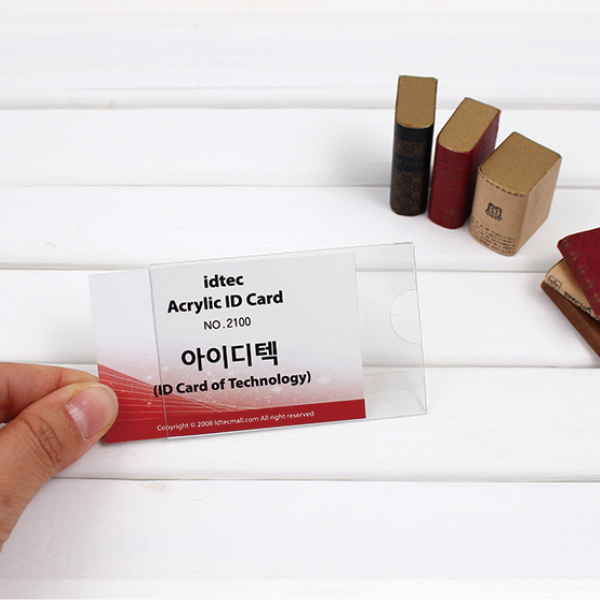 idtec
Acrylic ID Card
NO.2100
아이디텍
(ID Card of Technology)
Copyright © 2008 Idtecmall.com All right reserved.